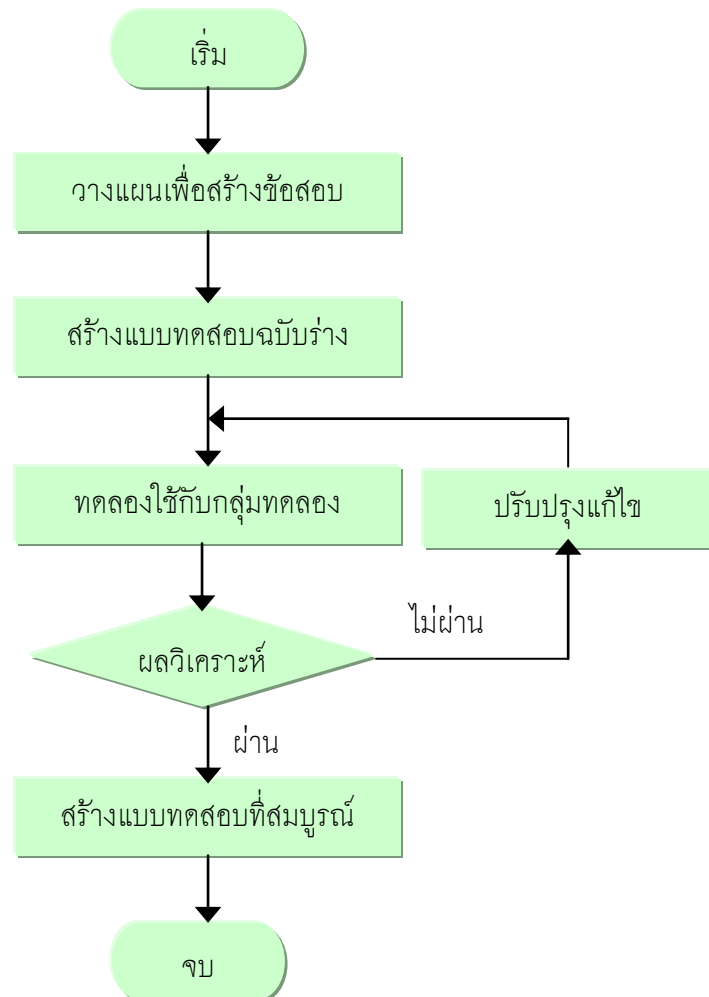 เริ่ม
วางแผนเพื่อสร้างข้อสอบ
สร้างแบบทดสอบฉบับร่าง
ทดลองใช้กับกลุ่มทดลอง
ปรับปรุงแก้ไข
ไม่ผ่าน
ผลวิเคราะห์
ผ่าน
สร้างแบบทดสอบที่สมบูรณ์
จบ